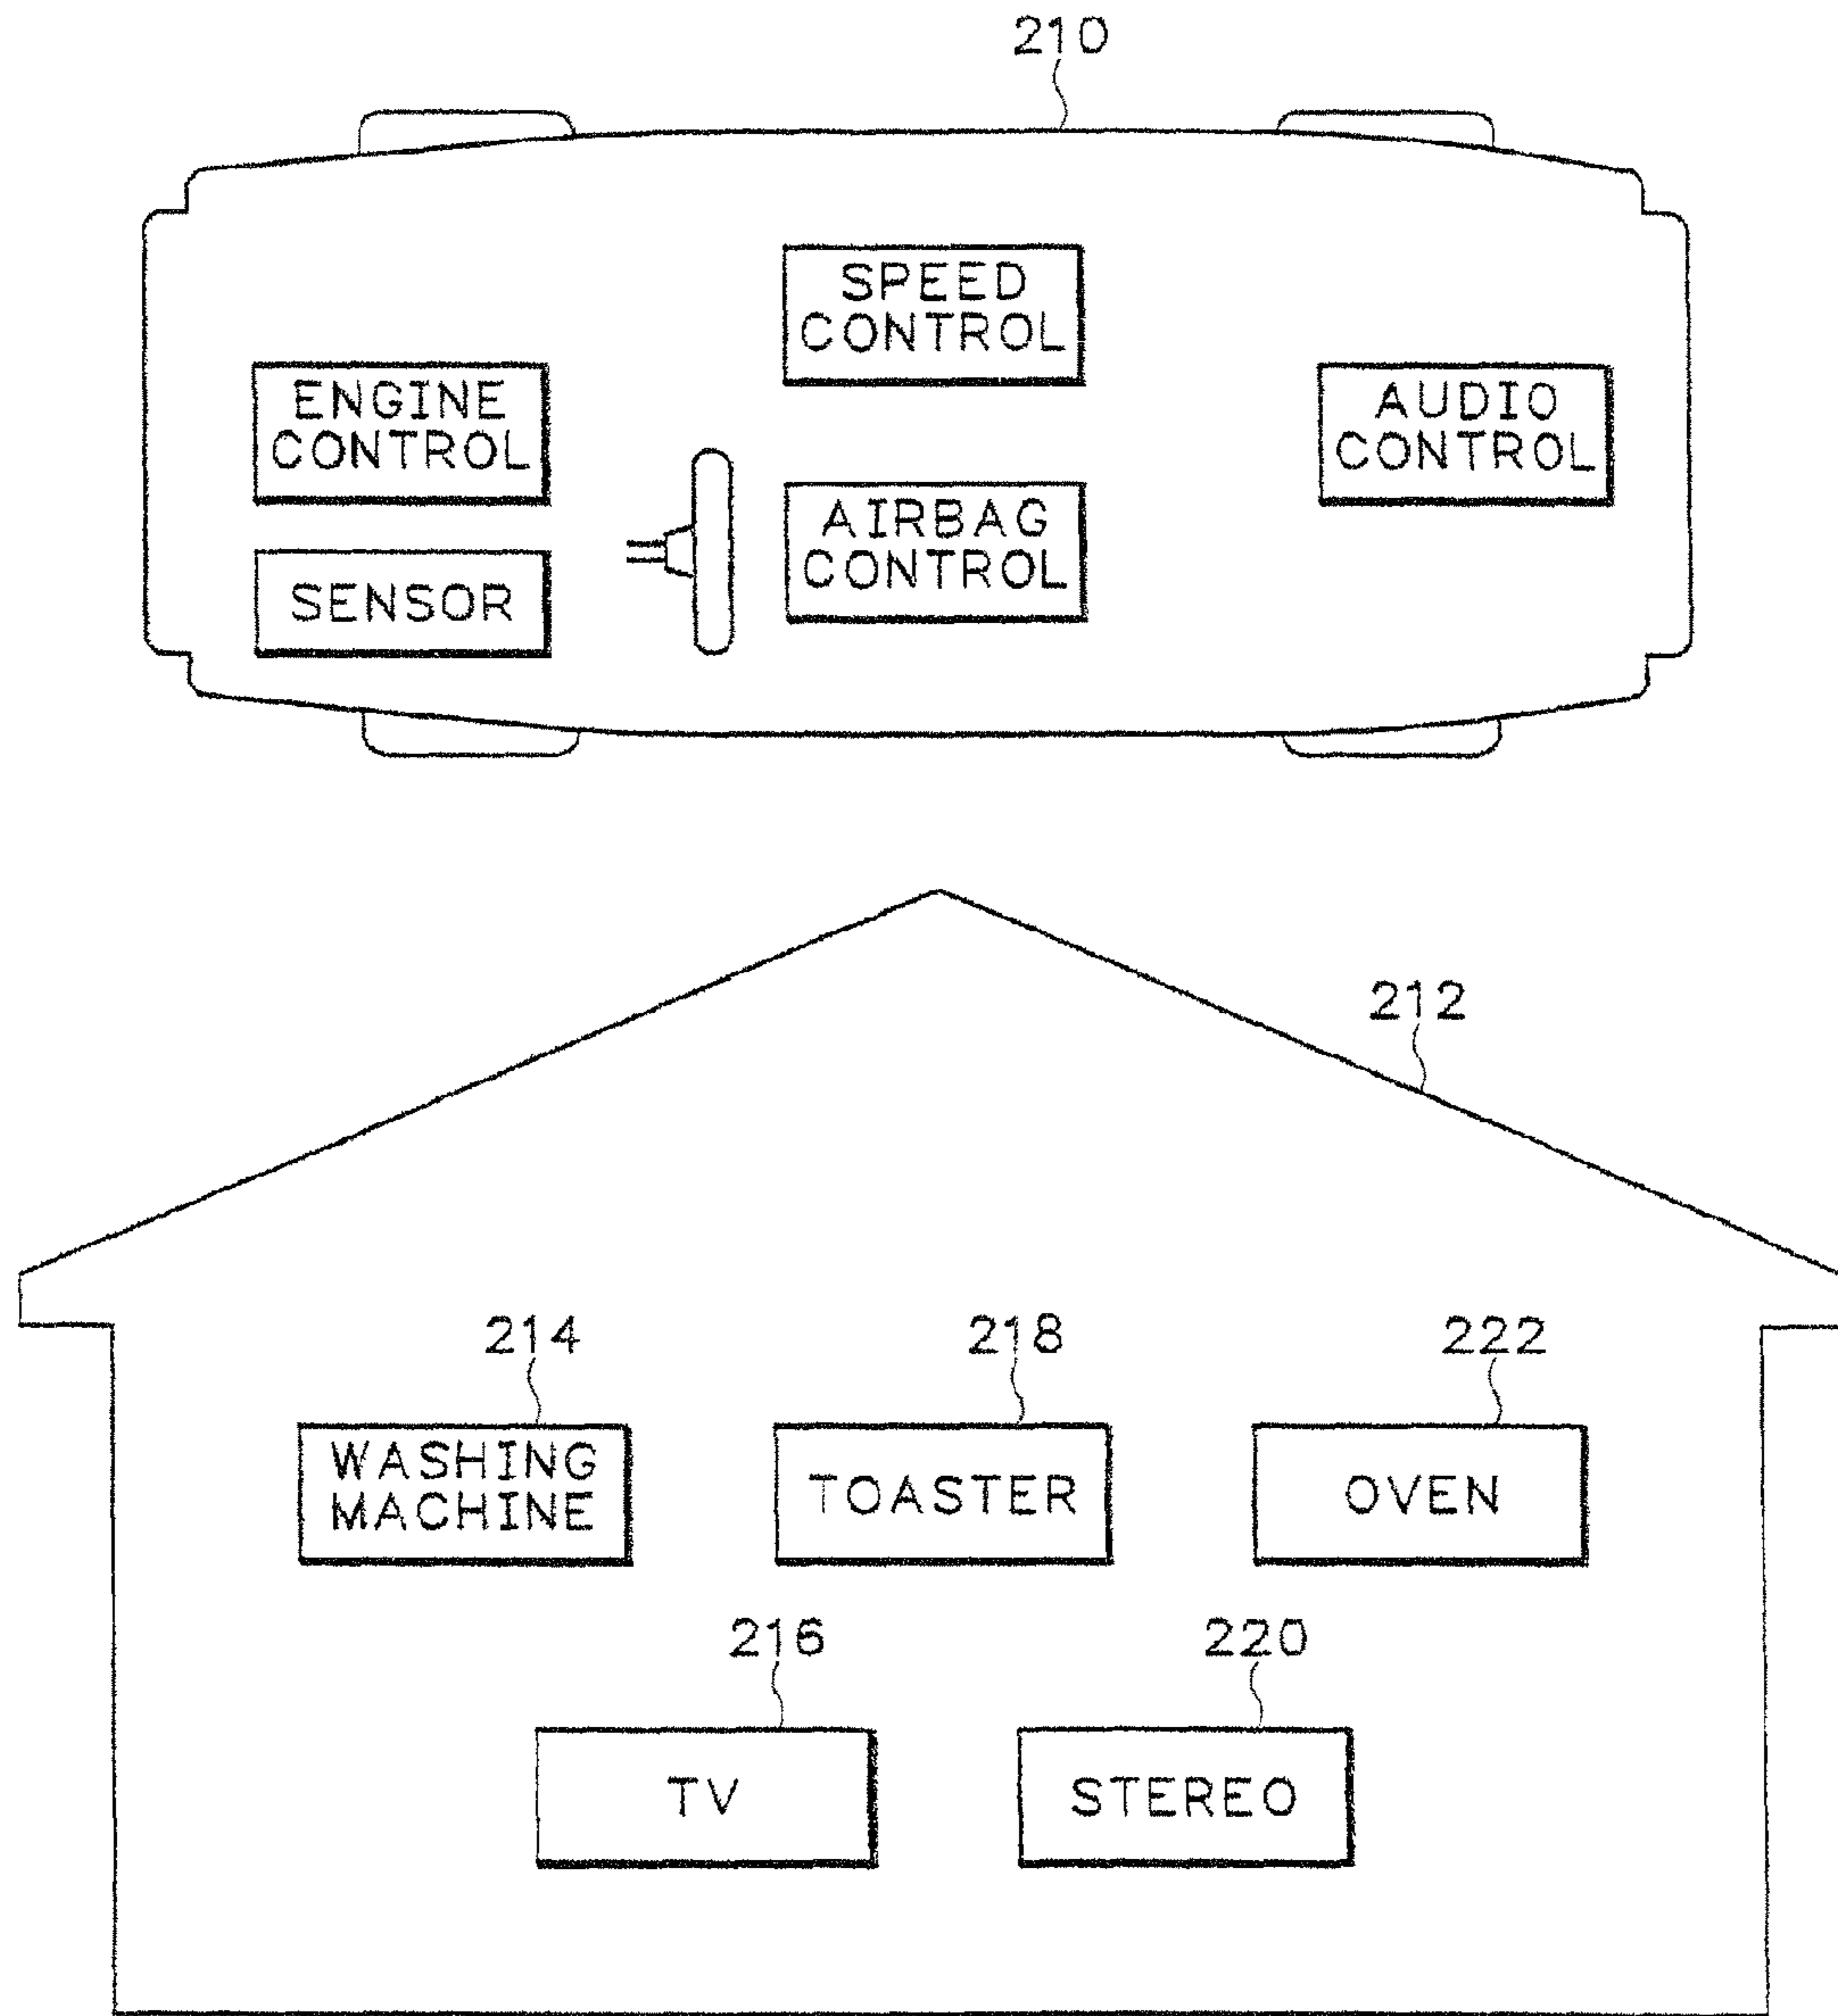 210
SPEED
CONTROL
ENGINE
CONTROL
AUDIO
CONTROL
AIRBAG
CONTROL
SENSOR
212
214
218
222
WASHING
MACHINE
TOASTER
OVEN
216
220
TV
STEREO